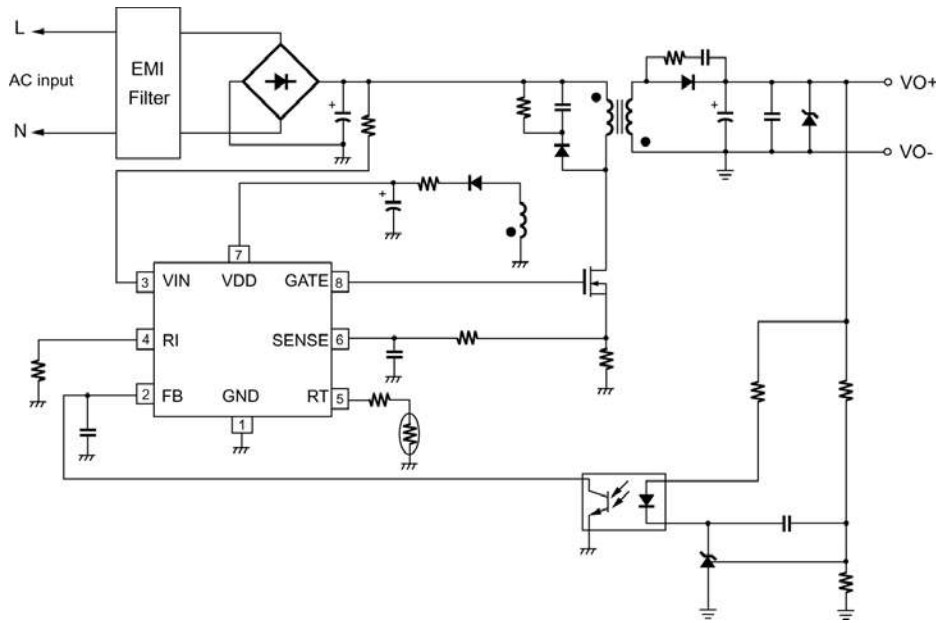 L
EMI
Filter
AC input
N
VO+
VO-
+
+
+
7
3 VIN VDD GATE 8
4 RI SENSE 6
2 FB GND RT 5
1